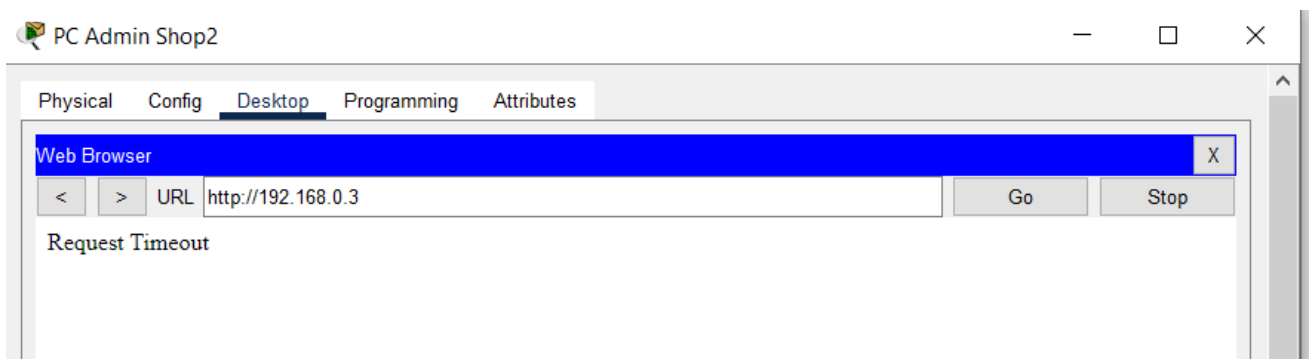 PC Admin Shop2
Physical Config Desktop Programming Attributes
Web Browser X
< > URL http://192.168.0.3 Go Stop
Request Timeout